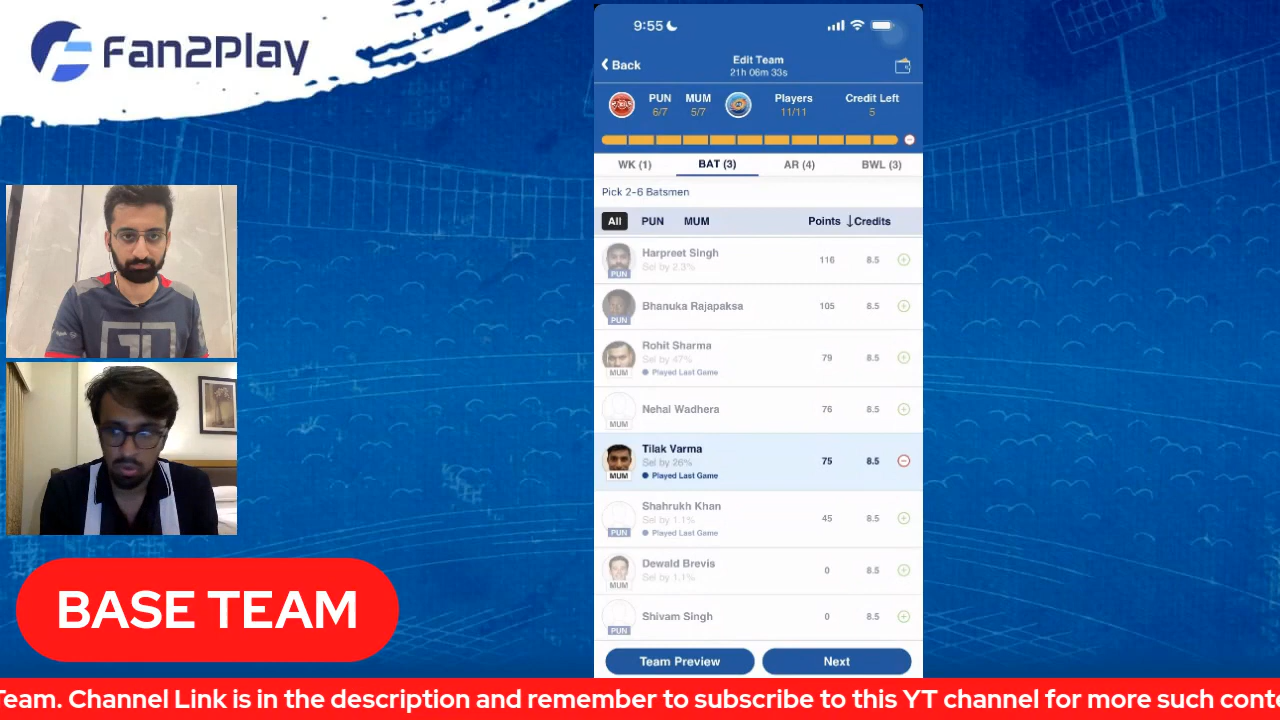 Fan2Play
9:55
Back
Edit Team
21h 06m 33s
PUN
6/7
MUM
5/7
Players
11/11
Credit Left
5
WK (1)
BAT (3)
AR (4)
BWL (3)
Pick 2-6 Batsmen
All
PUN
MUM
Points
↓Credits
Harpreet Singh
Sel by 2.3%
PUN
116
8.5
Bhanuka Rajapaksa
PUN
105
8.5
Rohit Sharma
Sel by 47%
Played Last Game
MUM
79
8.5
Nehal Wadhera
MUM
76
8.5
Tilak Varma
Sel by 26%
Played Last Game
MUM
75
8.5
Shahrukh Khan
Sel by 1.1%
Played Last Game
PUN
45
8.5
Dewald Brevis
Sel by 1.1%
MUM
0
8.5
Shivam Singh
PUN
0
8.5
Team Preview
Next
BASE TEAM
Team. Channel Link is in the description and remember to subscribe to this YT channel for more such conte